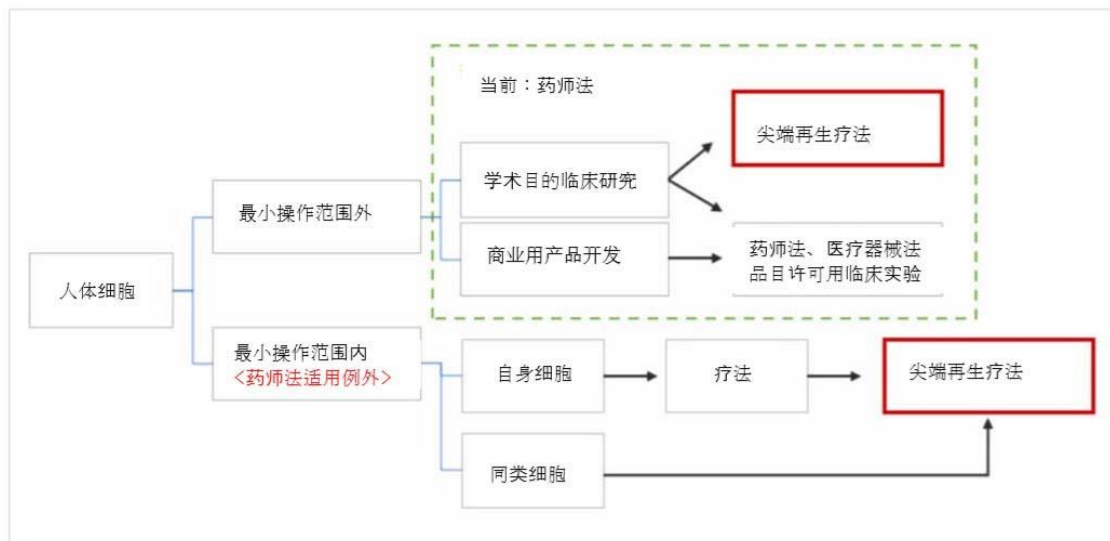 当前：药师法
尖端再生疗法
学术目的临床研究
最小操作范围外
商业用产品开发
药师法、医疗器械法
品目许可用临床实验
人体细胞
最小操作范围内
<药师法适用例外>
自身细胞
疗法
尖端再生疗法
同类细胞